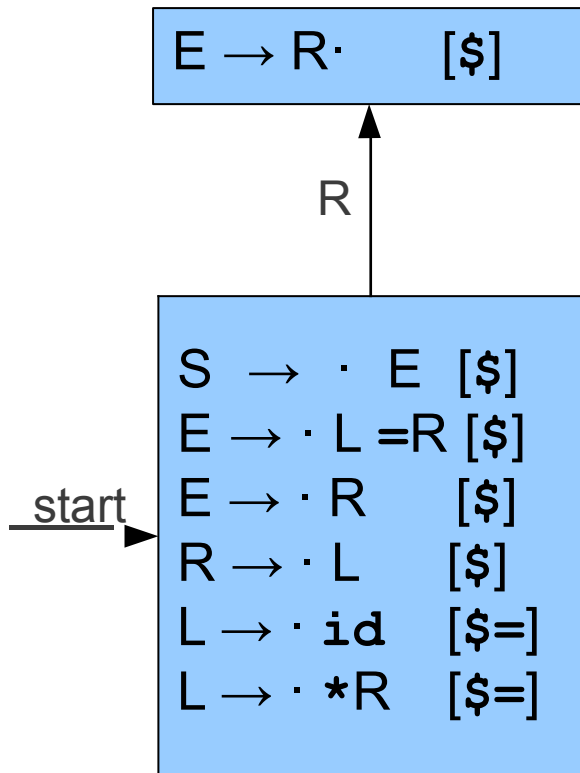 E → R· [$]
R
S → · E [$]
E → · L =R [$]
E → · R [$]
start
R → · L [$]
L → · id [$=]
L → · *R [$=]